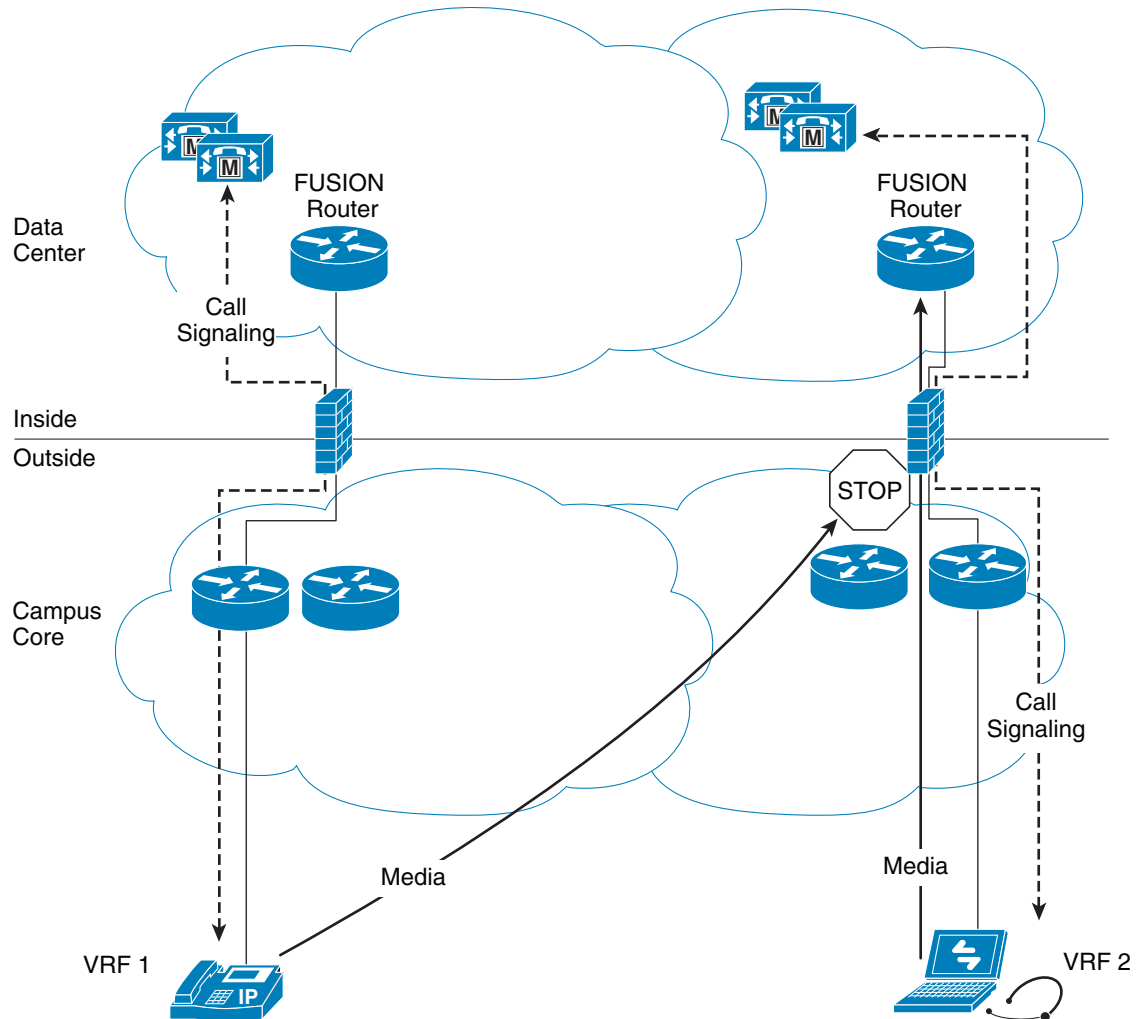 M
M
M
M
FUSION
Router
FUSION
Router
Data
Center
Call
Signaling
Inside
Outside
STOP
Campus
Core
Call
Signaling
Media
Media
VRF 1
IP
VRF 2